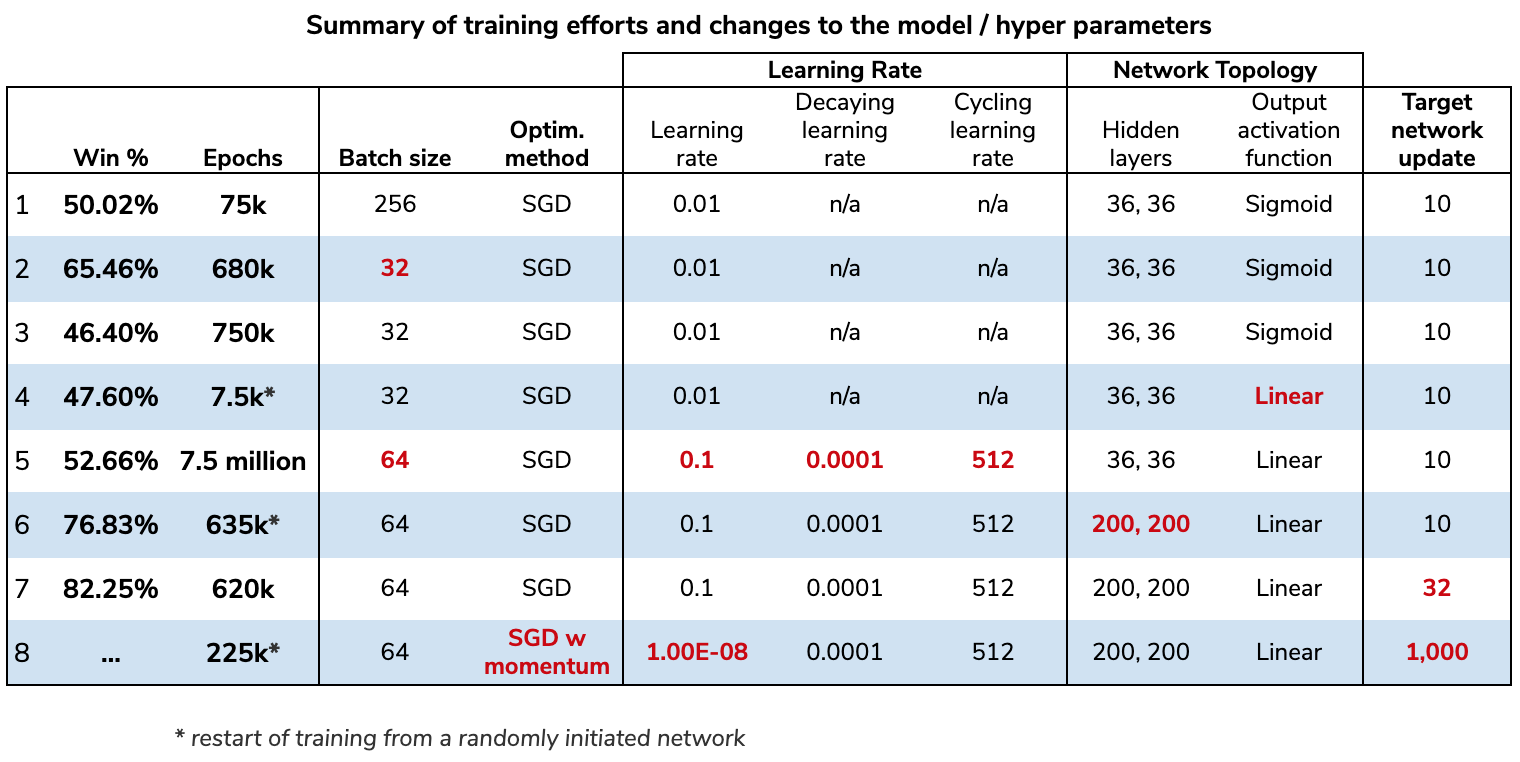 Summary of training efforts and changes to the model / hyper parameters
Learning Rate Network Topology
Win % Epochs Batch size Optim. method Learning rate Decaying learning rate Cycling learning rate Hidden layers Output activation function Target network update
1 50.02% 75k 256 SGD 0.01 n/a n/a 36, 36 Sigmoid 10
2 65.46% 680k 32 SGD 0.01 n/a n/a 36, 36 Sigmoid 10
3 46.40% 750k 32 SGD 0.01 n/a n/a 36, 36 Sigmoid 10
4 47.60% 7.5k* 32 SGD 0.01 n/a n/a 36, 36 Linear 10
5 52.66% 7.5 million 64 SGD 0.1 0.0001 512 36, 36 Linear 10
6 76.83% 635k* 64 SGD 0.1 0.0001 512 200, 200 Linear 10
7 82.25% 620k 64 SGD 0.1 0.0001 512 200, 200 Linear 32
8 ... 225k* 64 SGD w momentum 1.00E-08 0.0001 512 200, 200 Linear 1,000
* restart of training from a randomly initiated network